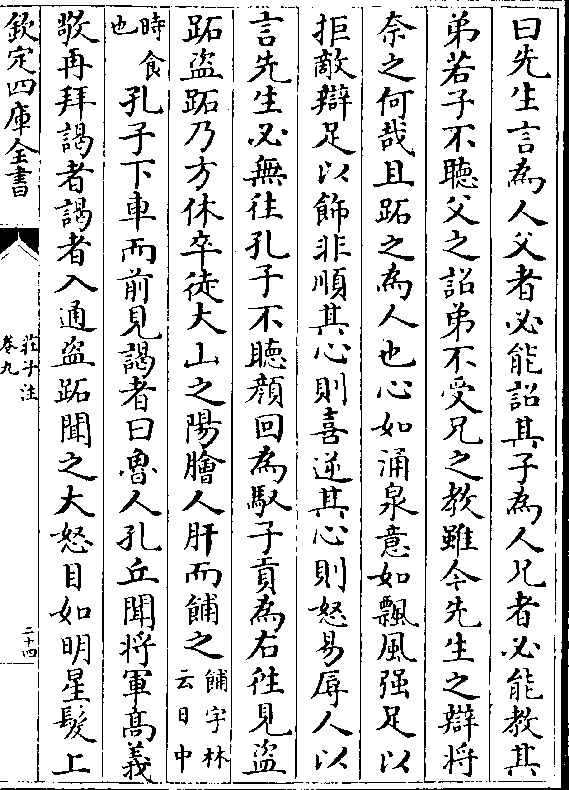 曰先生言為人父者必能詔其子為人兄者必能教其
弟若子不聽父之詔弟不受兄之教雖今先生之辯將
奈之何哉且跖之為人也心如涌泉意如飄風强足以
拒敵辯足以飾非順其心則喜逆其心則怒易辱人以
言先生必無往孔子不聽顔回為馭子貢為右往見盗
跖盗跖乃方休卒徒大山之陽膾人肝而餔之餔字林云日申
時食也孔子下車而前見謁者曰魯人孔丘聞將軍髙義
敬再拜謁者謁者入通盗跖聞之大怒目如明星髮上
欽定四庫全書
莊子注
卷九
二十四